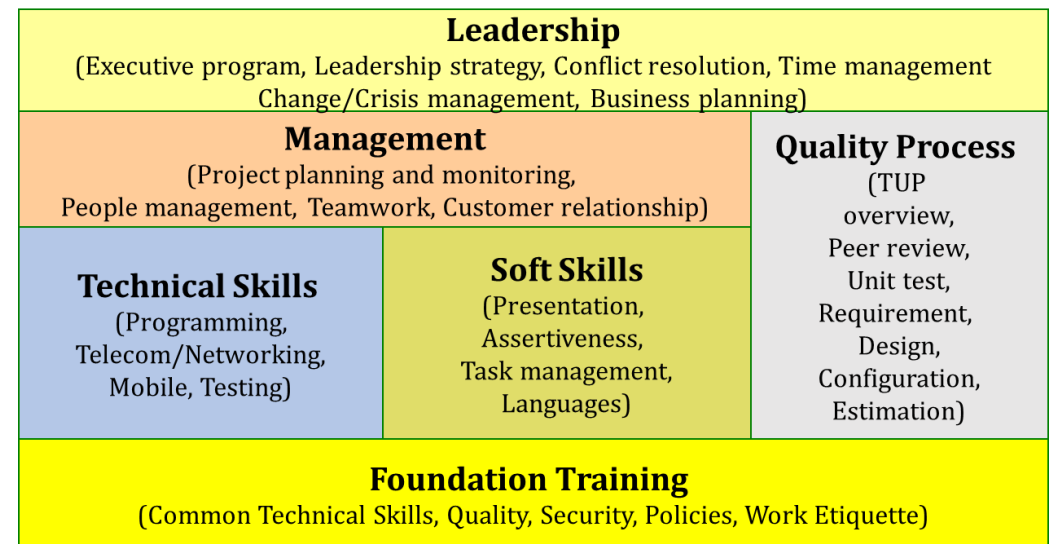 Leadership
(Executive program, Leadership strategy, Conflict resolution, Time management
Change/Crisis management, Business planning)
Management
(Project planning and monitoring,
People management, Teamwork, Customer relationship)
Quality Process
(TUP
overview,
Peer review,
Unit test,
Requirement,
Design,
Configuration,
Estimation)
Technical Skills
(Programming,
Telecom/Networking,
Mobile, Testing)
Soft Skills
(Presentation,
Assertiveness,
Task management,
Languages)
Foundation Training
(Common Technical Skills, Quality, Security, Policies, Work Etiquette)